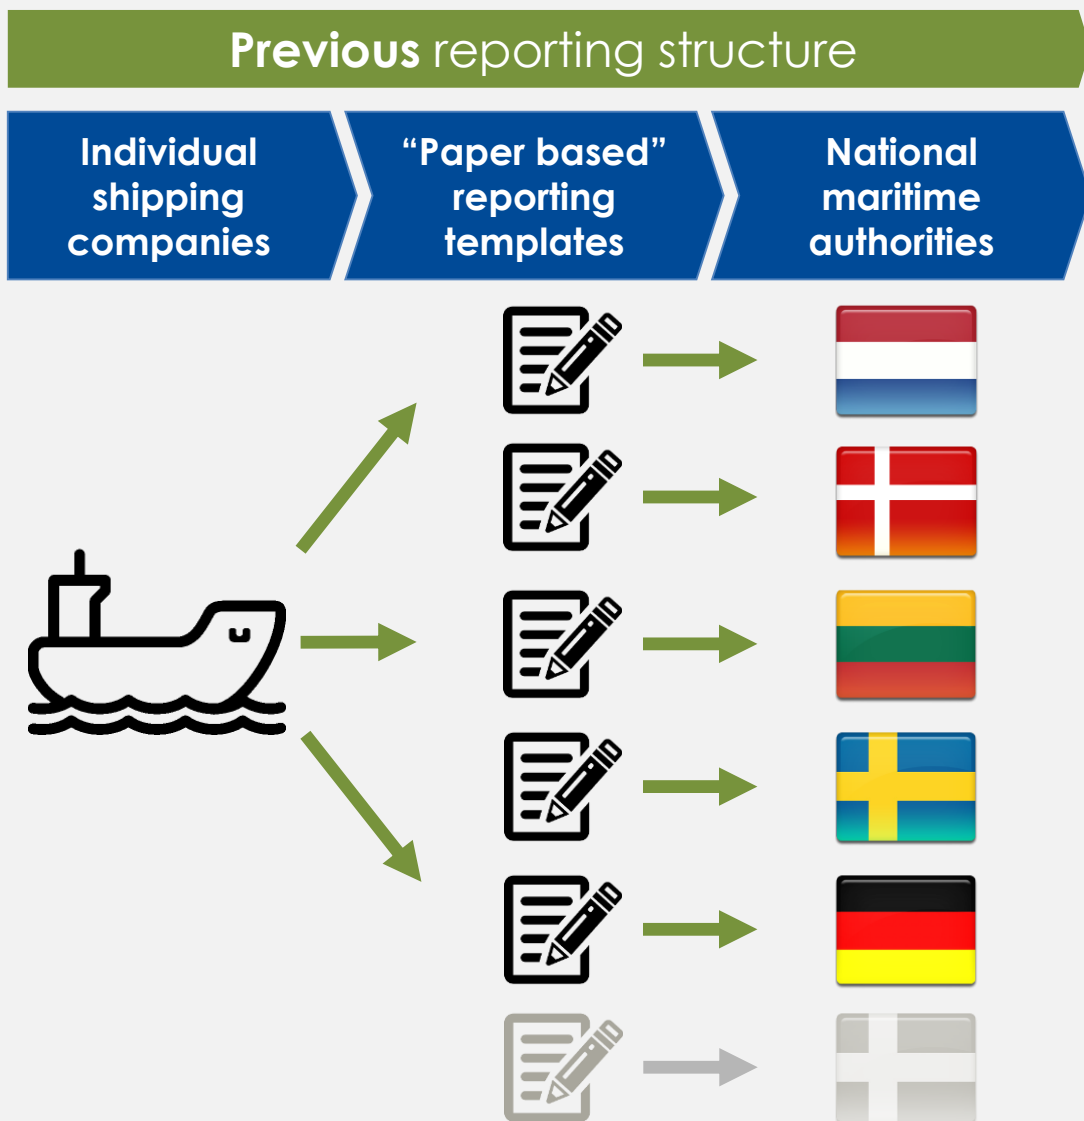 Previous reporting structure
Individual
shipping
companies
“Paper based”
reporting
templates
National
maritime
authorities